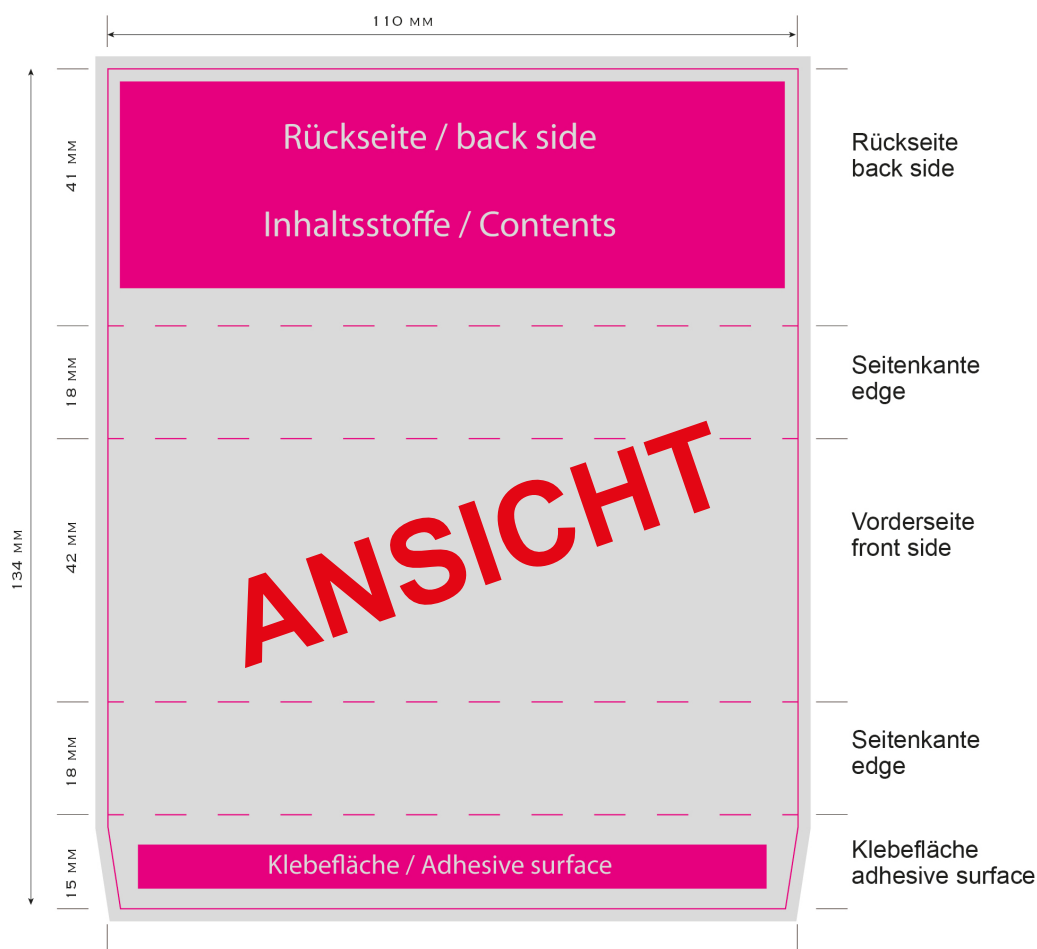 110 MM
41 MM
Rückseite / back side
Inhaltsstoffe / Contents
Rückseite
back side
18 MM
Seitenkante
edge
134 MM
42 MM
ANSICHT
Vorderseite
front side
18 MM
Seitenkante
edge
15 MM
Klebefläche / Adhesive surface
Klebefläche
adhesive surface